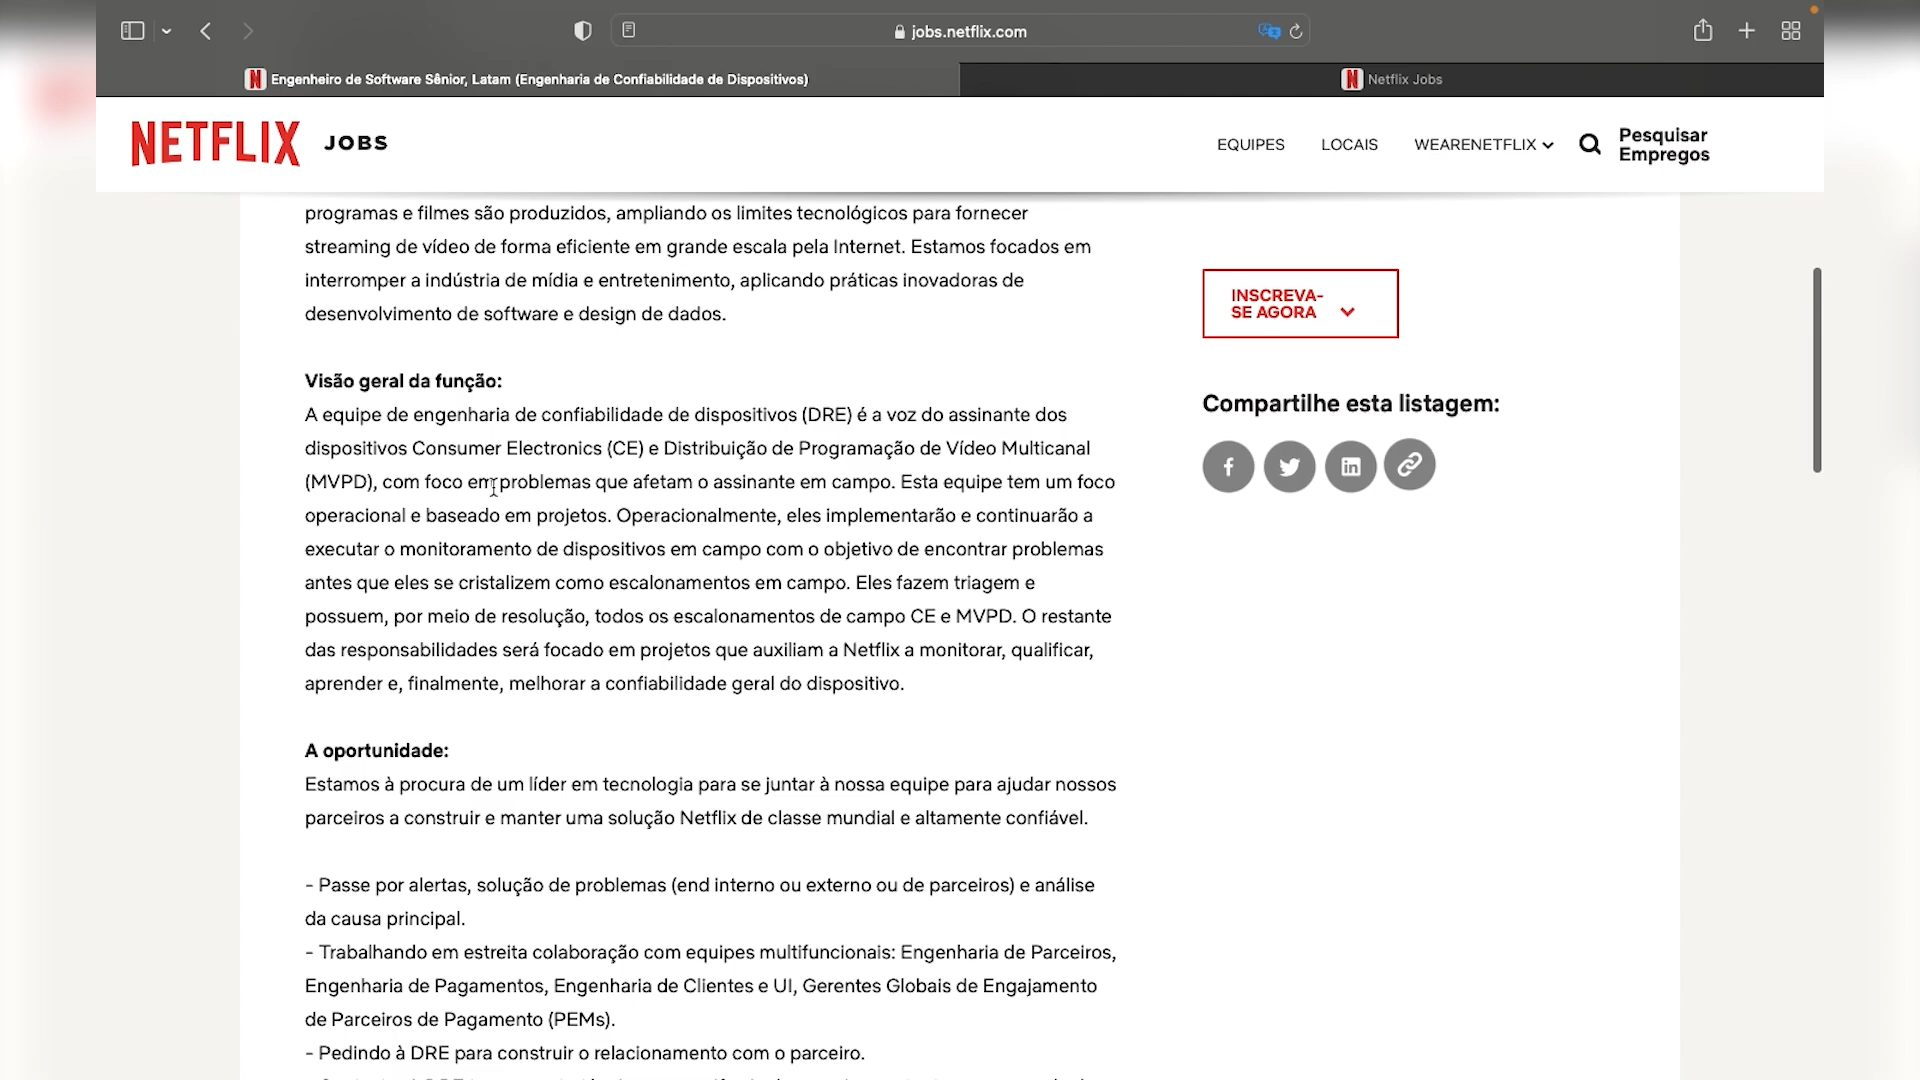 jobs.netflix.com
Engenheiro de Software Sênior, Latam (Engenharia de Confiabilidade de Dispositivos)
Netflix Jobs
NETFLIX JOBS
EQUIPES LOCAIS WEARENETFLIX Pesquisar
Empregos
programas e filmes são produzidos, ampliando os limites tecnológicos para fornecer
streaming de vídeo de forma eficiente em grande escala pela Internet. Estamos focados em
interromper a indústria de mídia e entretenimento, aplicando práticas inovadoras de
desenvolvimento de software e design de dados.
Visão geral da função:
A equipe de engenharia de confiabilidade de dispositivos (DRE) é a voz do assinante dos
dispositivos Consumer Electronics (CE) e Distribuição de Programação de Vídeo Multicanal
(MVPD), com foco em problemas que afetam o assinante em campo. Esta equipe tem um foco
operacional e baseado em projetos. Operacionalmente, eles implementarão e continuarão a
executar o monitoramento de dispositivos em campo com o objetivo de encontrar problemas
antes que eles se cristalizem como escalonamentos em campo. Eles fazem triagem e
possuem, por meio de resolução, todos os escalonamentos de campo CE e MVPD. O restante
das responsabilidades será focado em projetos que auxiliam a Netflix a monitorar, qualificar,
aprender e, finalmente, melhorar a confiabilidade geral do dispositivo.
A oportunidade:
Estamos à procura de um líder em tecnologia para se juntar à nossa equipe para ajudar nossos
parceiros a construir e manter uma solução Netflix de classe mundial e altamente confiável.
- Passe por alertas, solução de problemas (end interno ou externo ou de parceiros) e análise
da causa principal.
- Trabalhando em estreita colaboração com equipes multifuncionais: Engenharia de Parceiros,
Engenharia de Pagamentos, Engenharia de Clientes e UI, Gerentes Globais de Engajamento
de Parceiros de Pagamento (PEMs).
- Pedindo à DRE para construir o relacionamento com o parceiro.
INSCREVA-
SE AGORA
Compartilhe esta listagem: